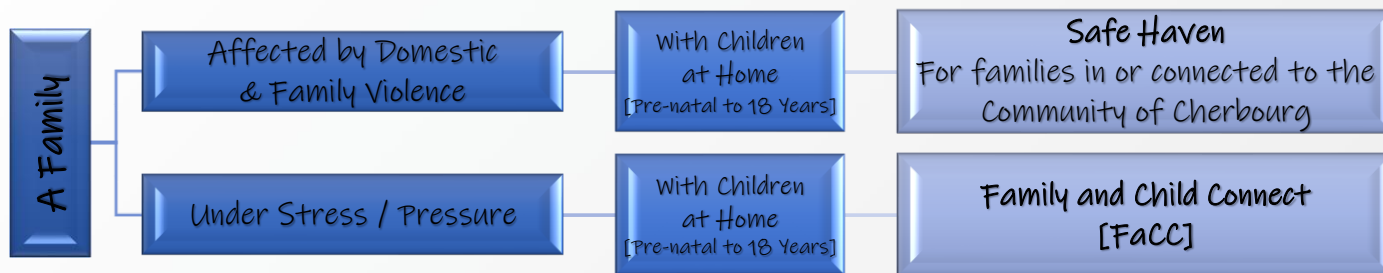 A Family
Affected by Domestic
& Family Violence
With Children
at Home
[Pre-natal to 18 Years]
Safe Haven
For families in or connected to the
Community of Cherbourg
Under Stress / Pressure
With Children
at Home
[Pre-natal to 18 Years]
Family and Child Connect
[FaCC]